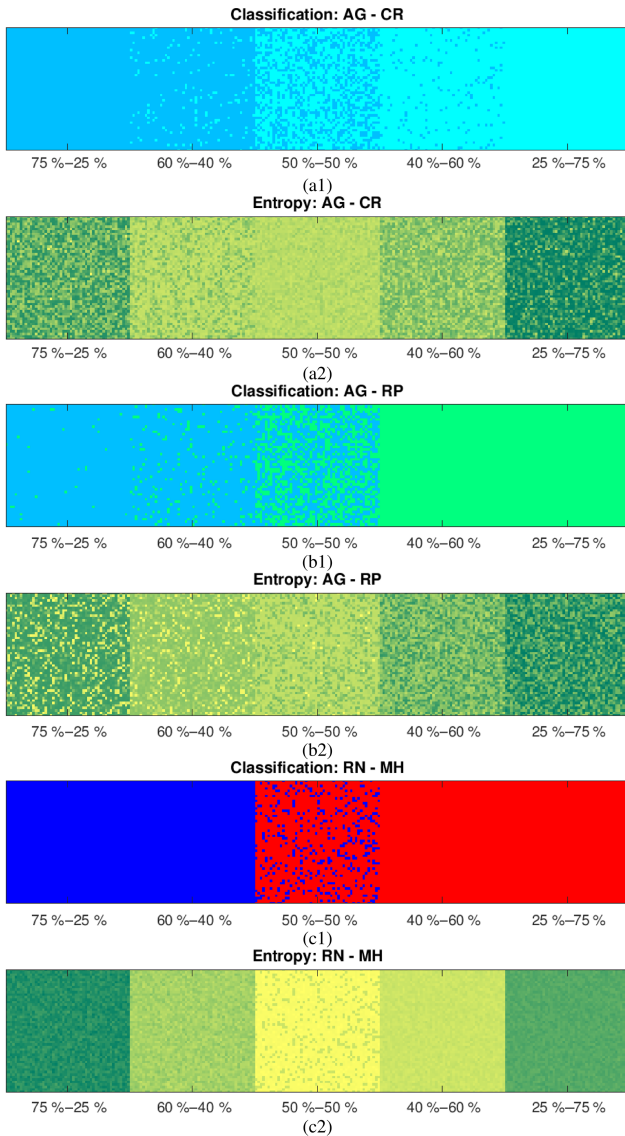 Classification: AG - CR
75 %–25 % 60 %–40 % 50 %–50 % 40 %–60 % 25 %–75 %
(a1)
Entropy: AG - CR
75 %–25 % 60 %–40 % 50 %–50 % 40 %–60 % 25 %–75 %
(a2)
Classification: AG - RP
75 %–25 % 60 %–40 % 50 %–50 % 40 %–60 % 25 %–75 %
(b1)
Entropy: AG - RP
75 %–25 % 60 %–40 % 50 %–50 % 40 %–60 % 25 %–75 %
(b2)
Classification: RN - MH
75 %–25 % 60 %–40 % 50 %–50 % 40 %–60 % 25 %–75 %
(c1)
Entropy: RN - MH
75 %–25 % 60 %–40 % 50 %–50 % 40 %–60 % 25 %–75 %
(c2)